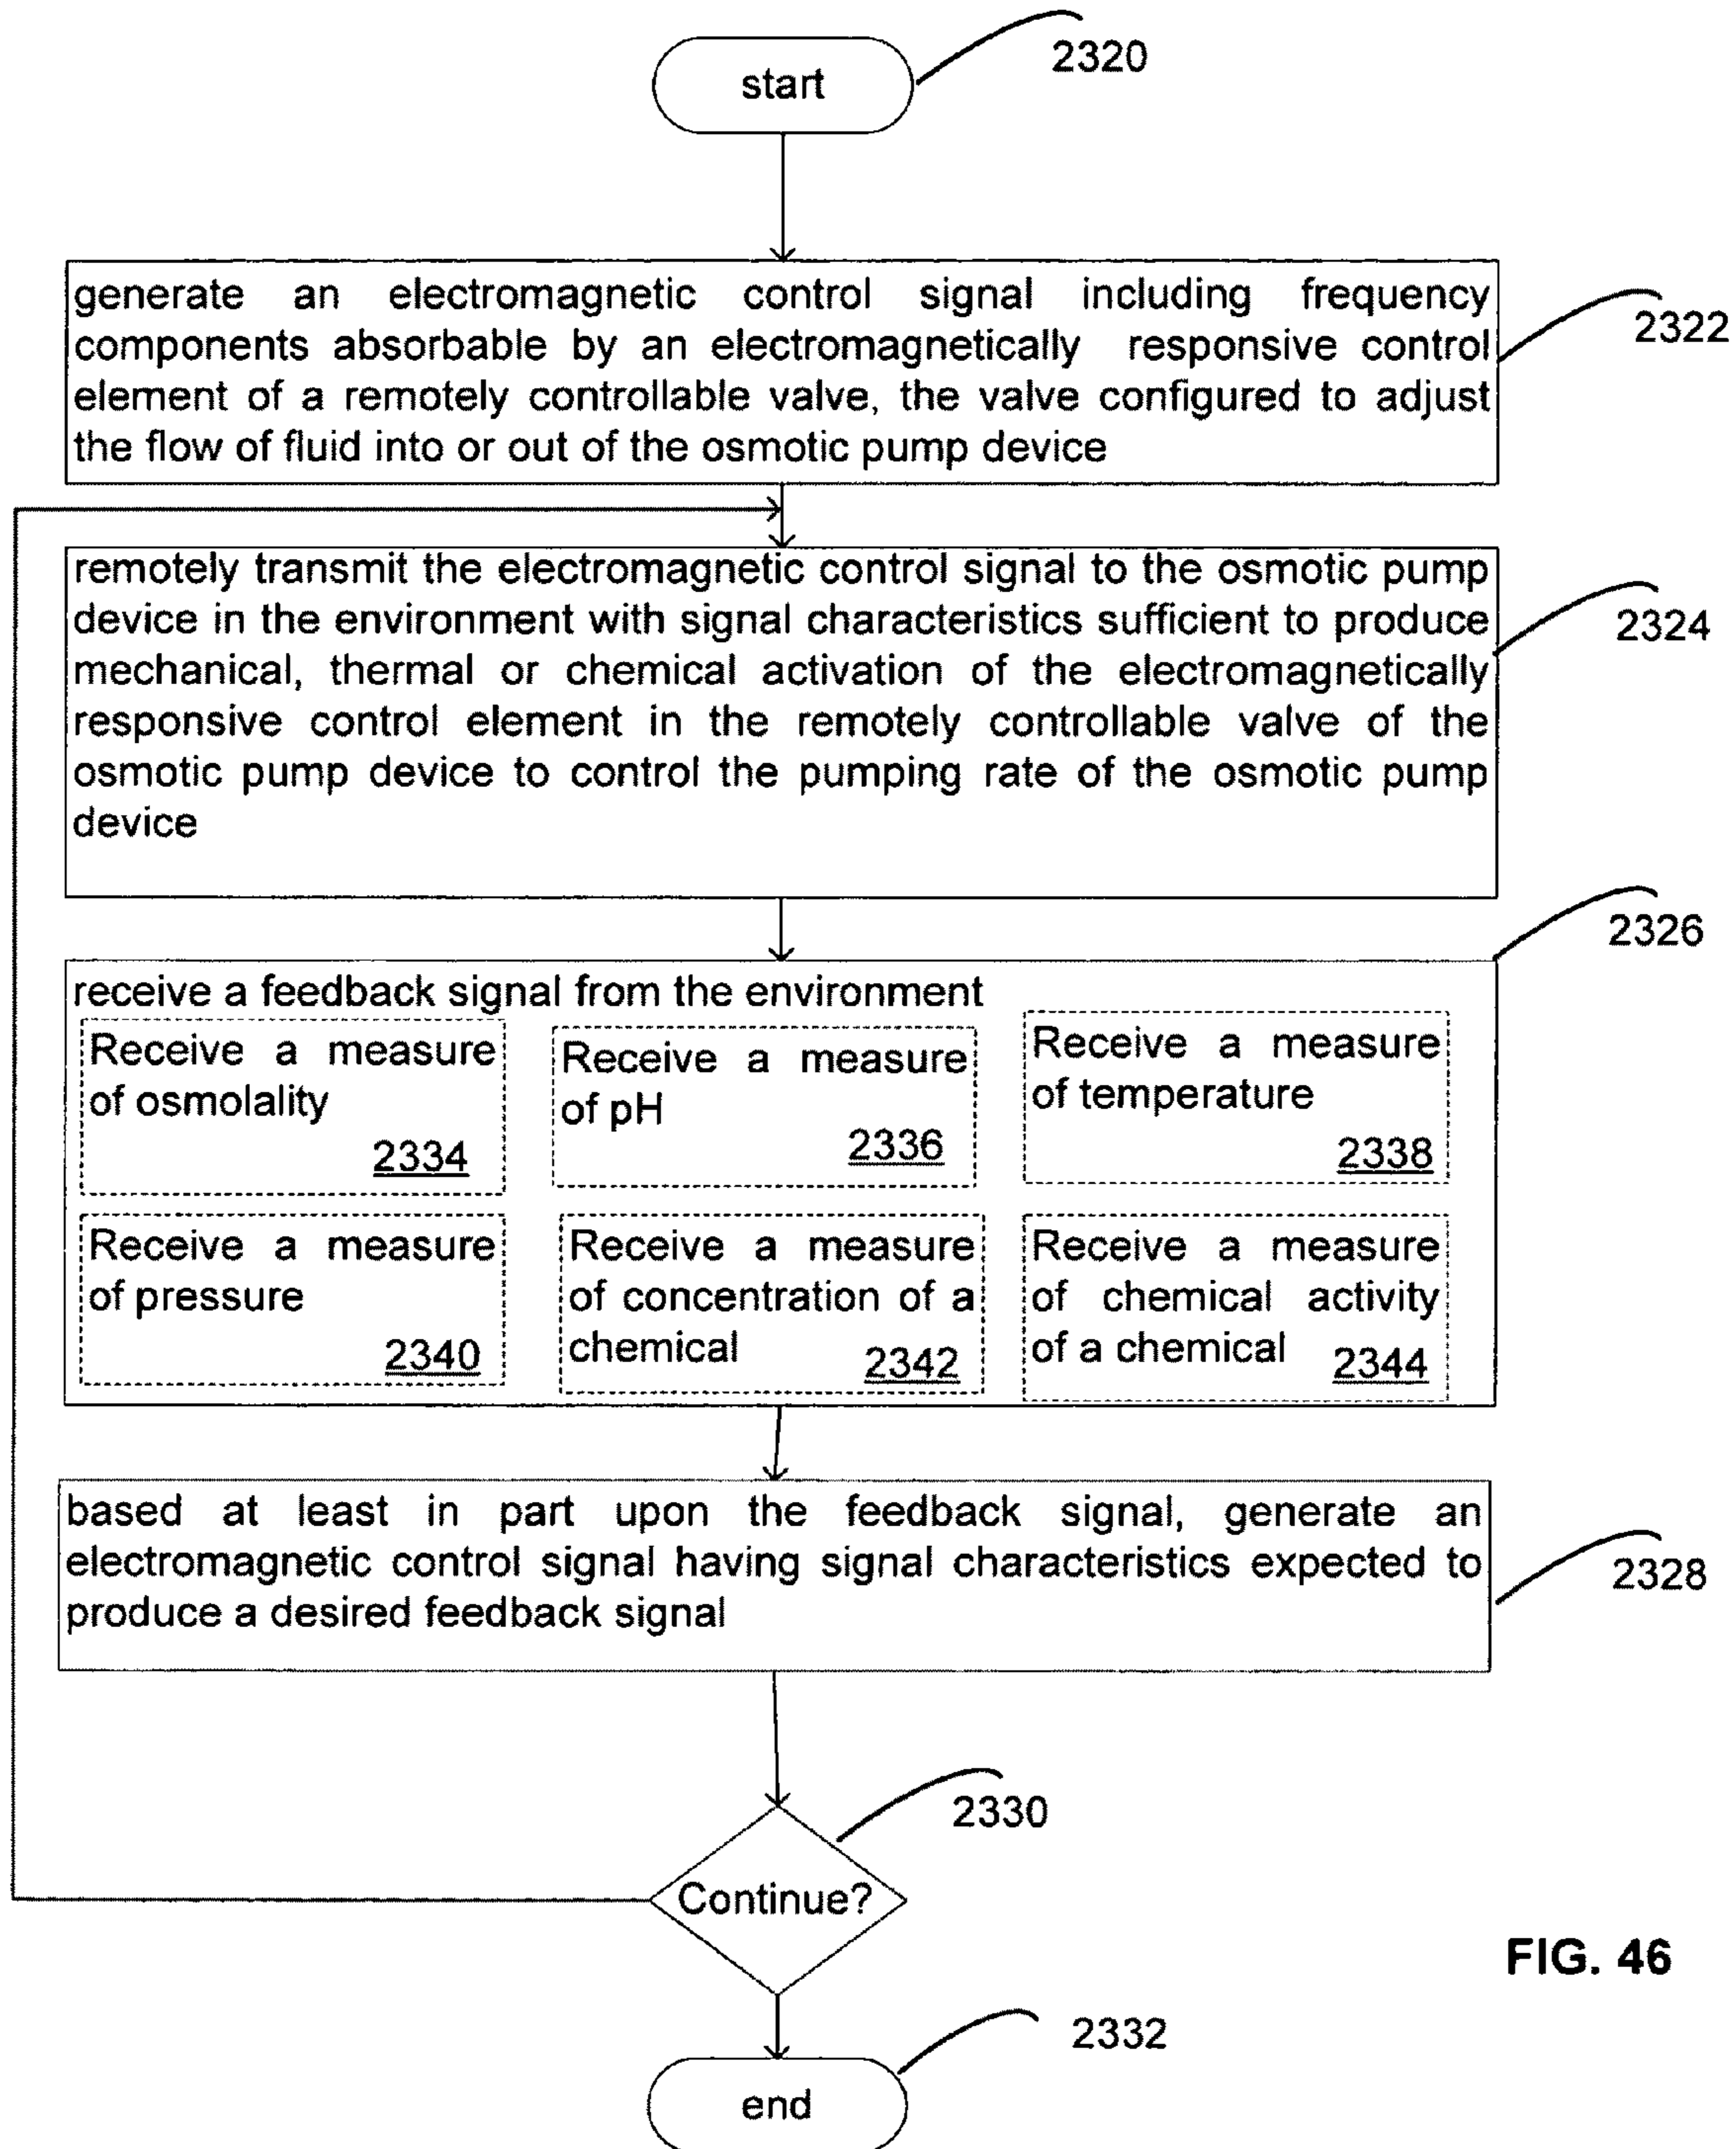 start
2320
generate an electromagnetic control signal including frequency
components absorbable by an electromagnetically responsive control
element of a remotely controllable valve, the valve configured to adjust
the flow of fluid into or out of the osmotic pump device
2322
remotely transmit the electromagnetic control signal to the osmotic pump
device in the environment with signal characteristics sufficient to produce
mechanical, thermal or chemical activation of the electromagnetically
responsive control element in the remotely controllable valve of the
osmotic pump device to control the pumping rate of the osmotic pump
device
2324
receive a feedback signal from the environment
2326
Receive a measure
of osmolality
2334
Receive a measure
of pH
2336
Receive a measure
of temperature
2338
Receive a measure
of pressure
2340
Receive a measure
of concentration of a
chemical
2342
Receive a measure
of chemical activity
of a chemical
2344
based at least in part upon the feedback signal, generate an
electromagnetic control signal having signal characteristics expected to
produce a desired feedback signal
2328
2330
Continue?
FIG. 46
2332
end